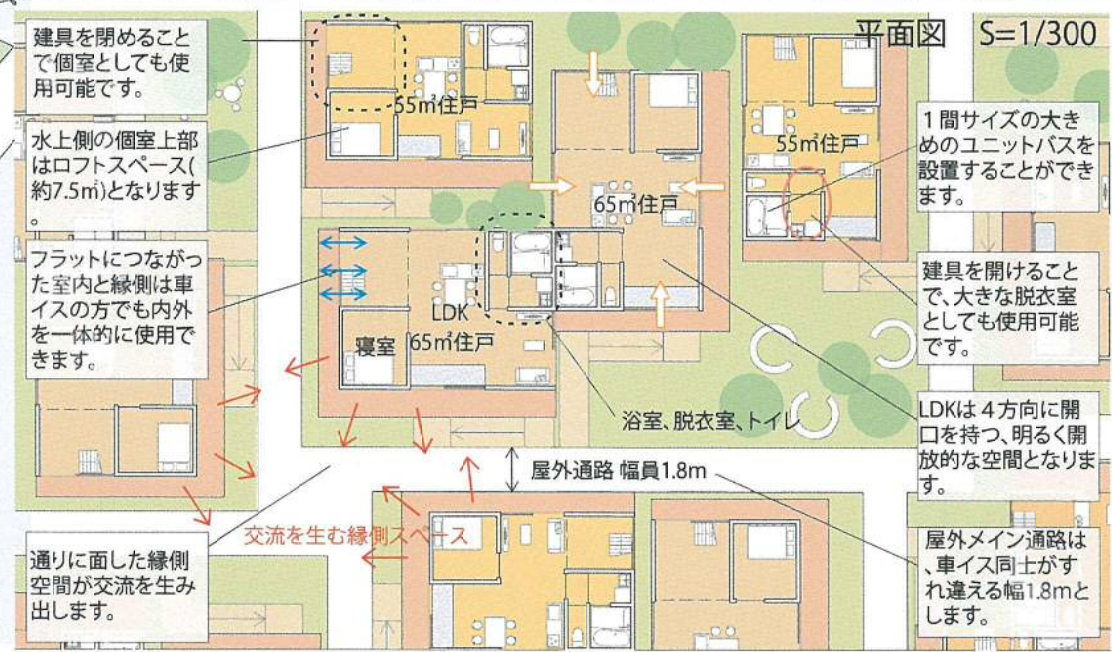 平面図 S=1/300
建具を閉めること
で個室としても使
用可能です。
水上側の個室上部
はロフトスペース(
約7.5㎡)となります
。
フラットにつながっ
た室内と縁側は車
イスの方でも内外
を一体的に使用で
きます。
通りに面した縁側
空間が交流を生み
出します。
55㎡住戸
65㎡住戸
55㎡住戸
LDK
寝室
65㎡住戸
浴室、脱衣室、トイレ
屋外通路 幅員1.8m
交流を生む縁側スペース
1間サイズの大き
めのユニットバスを
設置することができ
ます。
建具を開けること
で、大きな脱衣室
としても使用可能
です。
LDKは4方向に開
口を持つ、明るく開
放的な空間となりま
す。
屋外メイン通路は
、車イス同士がす
れ違える幅1.8mと
します。